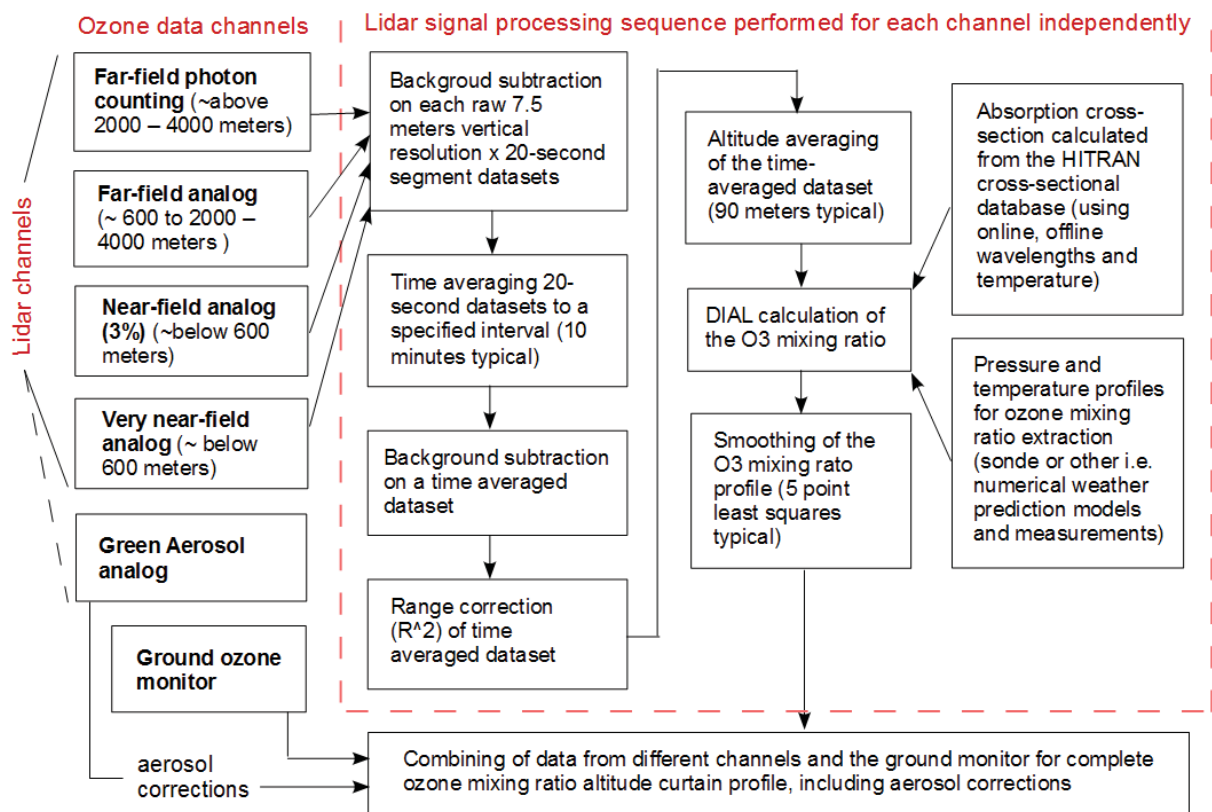 Ozone data channels
Lidar signal processing sequence performed for each channel independently
Lidar channels
Far-field photon
counting (~above
2000 – 4000 meters)
Far-field analog
(~ 600 to 2000 –
4000 meters )
Near-field analog
(3%) (~below 600
meters)
Very near-field
analog (~ below
600 meters)
Green Aerosol
analog
Ground ozone
monitor
aerosol
corrections
Backgroud subtraction
on each raw 7.5
meters vertical
resolution x 20-second
segment datasets
Time averaging 20-
second datasets to a
specified interval (10
minutes typical)
Background subtraction
on a time averaged
dataset
Range correction
(R^2) of time
averaged dataset
Altitude averaging
of the time-
averaged dataset
(90 meters typical)
DIAL calculation of
the O3 mixing ratio
Smoothing of the
O3 mixing rato
profile (5 point
least squares
typical)
Absorption cross-
section calculated
from the HITRAN
cross-sectional
database (using
online, offline
wavelengths and
temperature)
Pressure and
temperature profiles
for ozone mixing
ratio extraction
(sonde or other i.e.
numerical weather
prediction models
and measurements)
Combining of data from different channels and the ground monitor for complete
ozone mixing ratio altitude curtain profile, including aerosol corrections